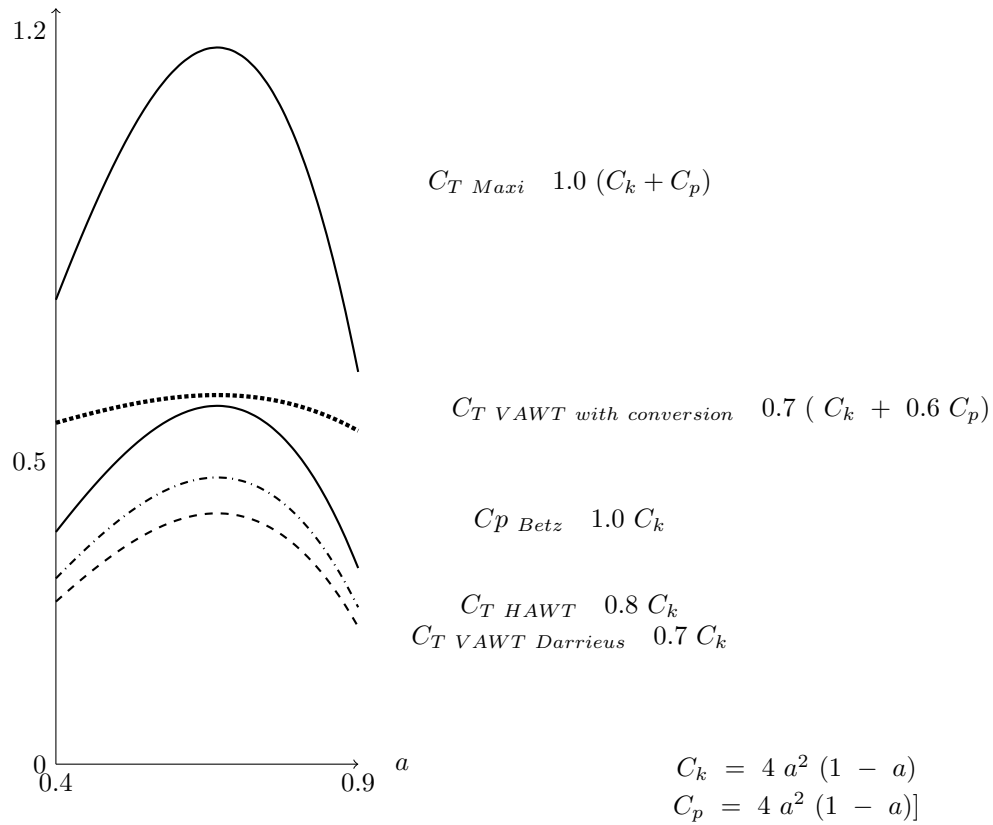 1.2
C_{T Maxi} 1.0 (C_k + C_p)
C_{T VAWT with conversion} 0.7 ( C_k + 0.6 C_p)
0.5
Cp_{Betz} 1.0 C_k
C_{T HAWT} 0.8 C_k
C_{T VAWT Darrieus} 0.7 C_k
0
0.4 0.9 a
C_k = 4 a^2 (1 − a)
C_p = 4 a^2 (1 − a)]